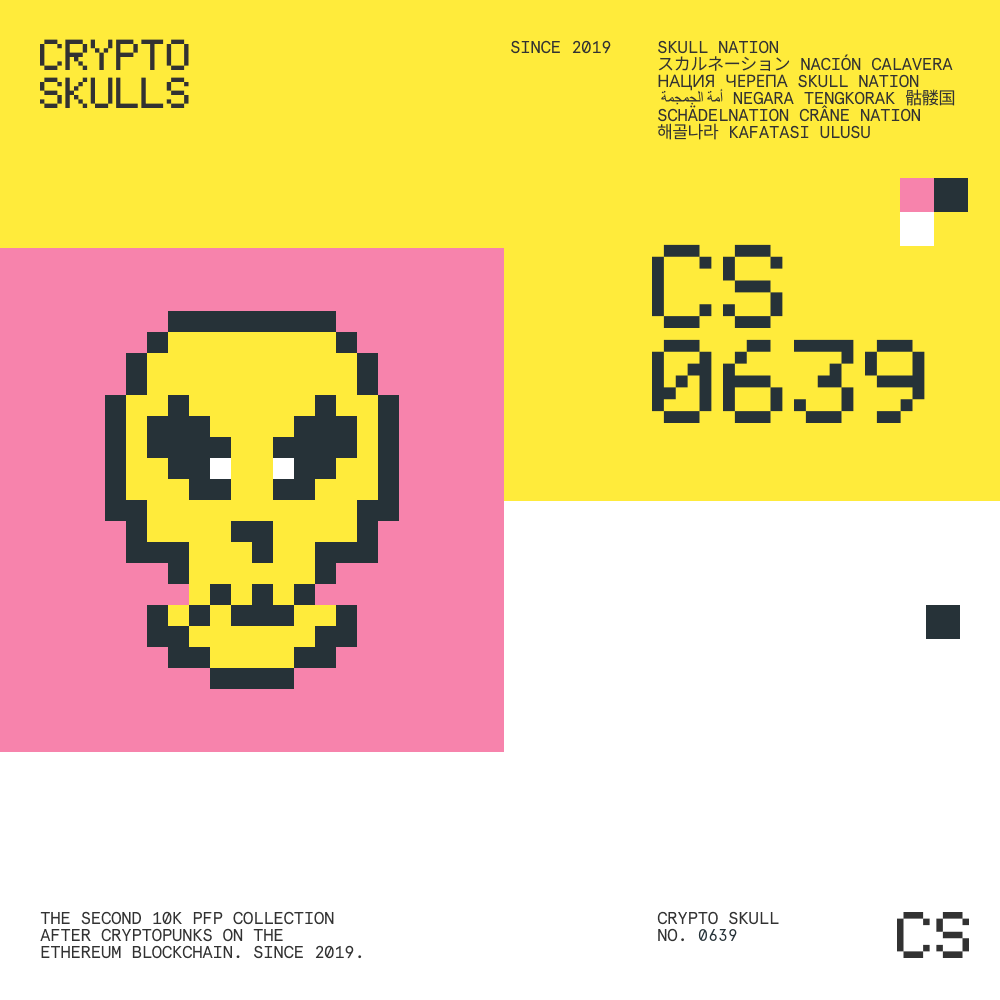 CRYPTO
SKULLS
SINCE 2019
SKULL NATION
スカルネーション NACIÓN CALAVERA
НАЦИЯ ЧЕРЕПА SKULL NATION
أمة الجمجمة NEGARA TENGKORAK 骷髅国
SCHÄDELNATION CRÂNE NATION
해골나라 KAFATASI ULUSU
CS
0639
THE SECOND 10K PFP COLLECTION
AFTER CRYPTOPUNKS ON THE
ETHEREUM BLOCKCHAIN. SINCE 2019.
CRYPTO SKULL
NO. 0639
CS